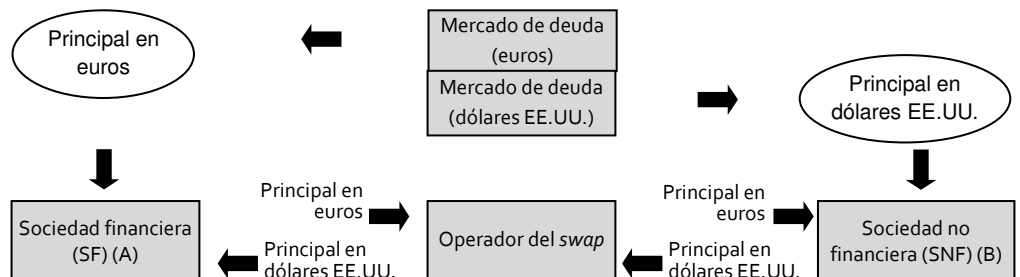 Principal en
euros
Mercado de deuda
(euros)
Mercado de deuda
(dólares EE.UU.)
Principal en
dólares EE.UU.
Sociedad financiera
(SF) (A)
Principal en
euros
Principal en
dólares EE.UU.
Operador del swap
Principal en
euros
Principal en
dólares EE.UU.
Sociedad no
financiera (SNF) (B)